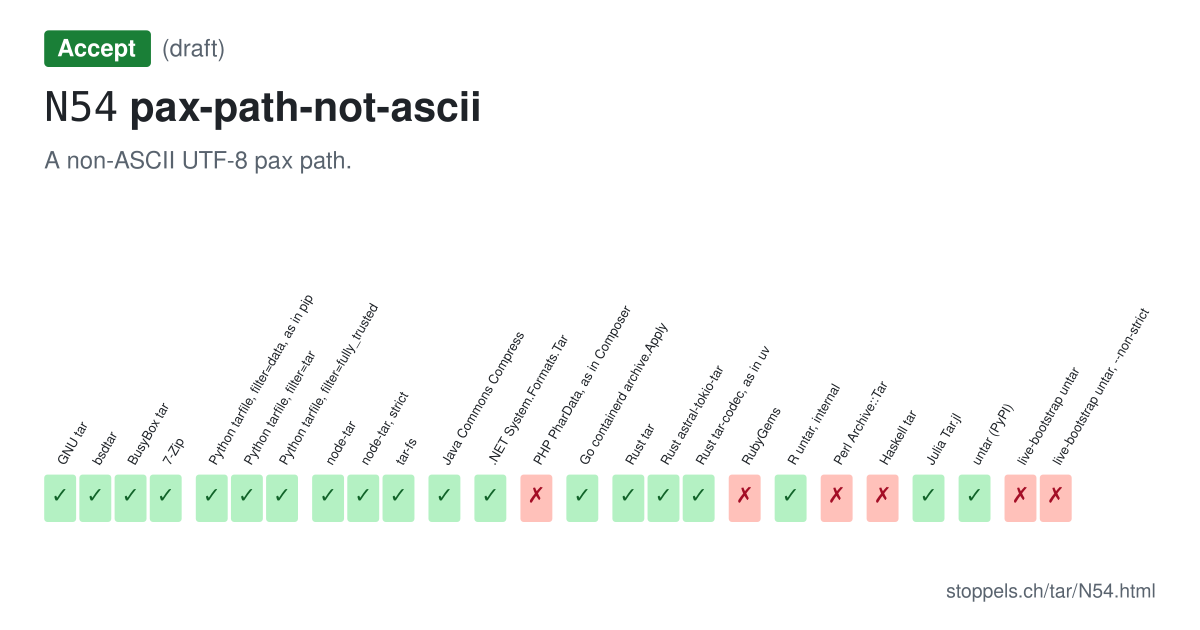 Accept (draft)
N54 pax-path-not-ascii
A non-ASCII UTF-8 pax path.
GNU tar
bsdtar
BusyBox tar
7-Zip
Python tarfile, filter=data, as in pip
Python tarfile, filter=tar
Python tarfile, filter=fully_trusted
node-tar
node-tar, strict
tar-fs
Java Commons Compress
.NET System.Formats.Tar
PHP PharData, as in Composer
Go containerd archive.Apply
Rust tar
Rust astral-tokio-tar
Rust tar-codec, as in uv
RubyGems
R untar, internal
Perl Archive::Tar
Haskell tar
Julia Tar.jl
untar (PyPI)
live-bootstrap untar
live-bootstrap untar, --non-strict
✓ ✓ ✓ ✓ ✓ ✓ ✓ ✓ ✓ ✓ ✓ ✓ ✗ ✓ ✓ ✓ ✓ ✗ ✓ ✗ ✗ ✓ ✓ ✗ ✗
stoppels.ch/tar/N54.html